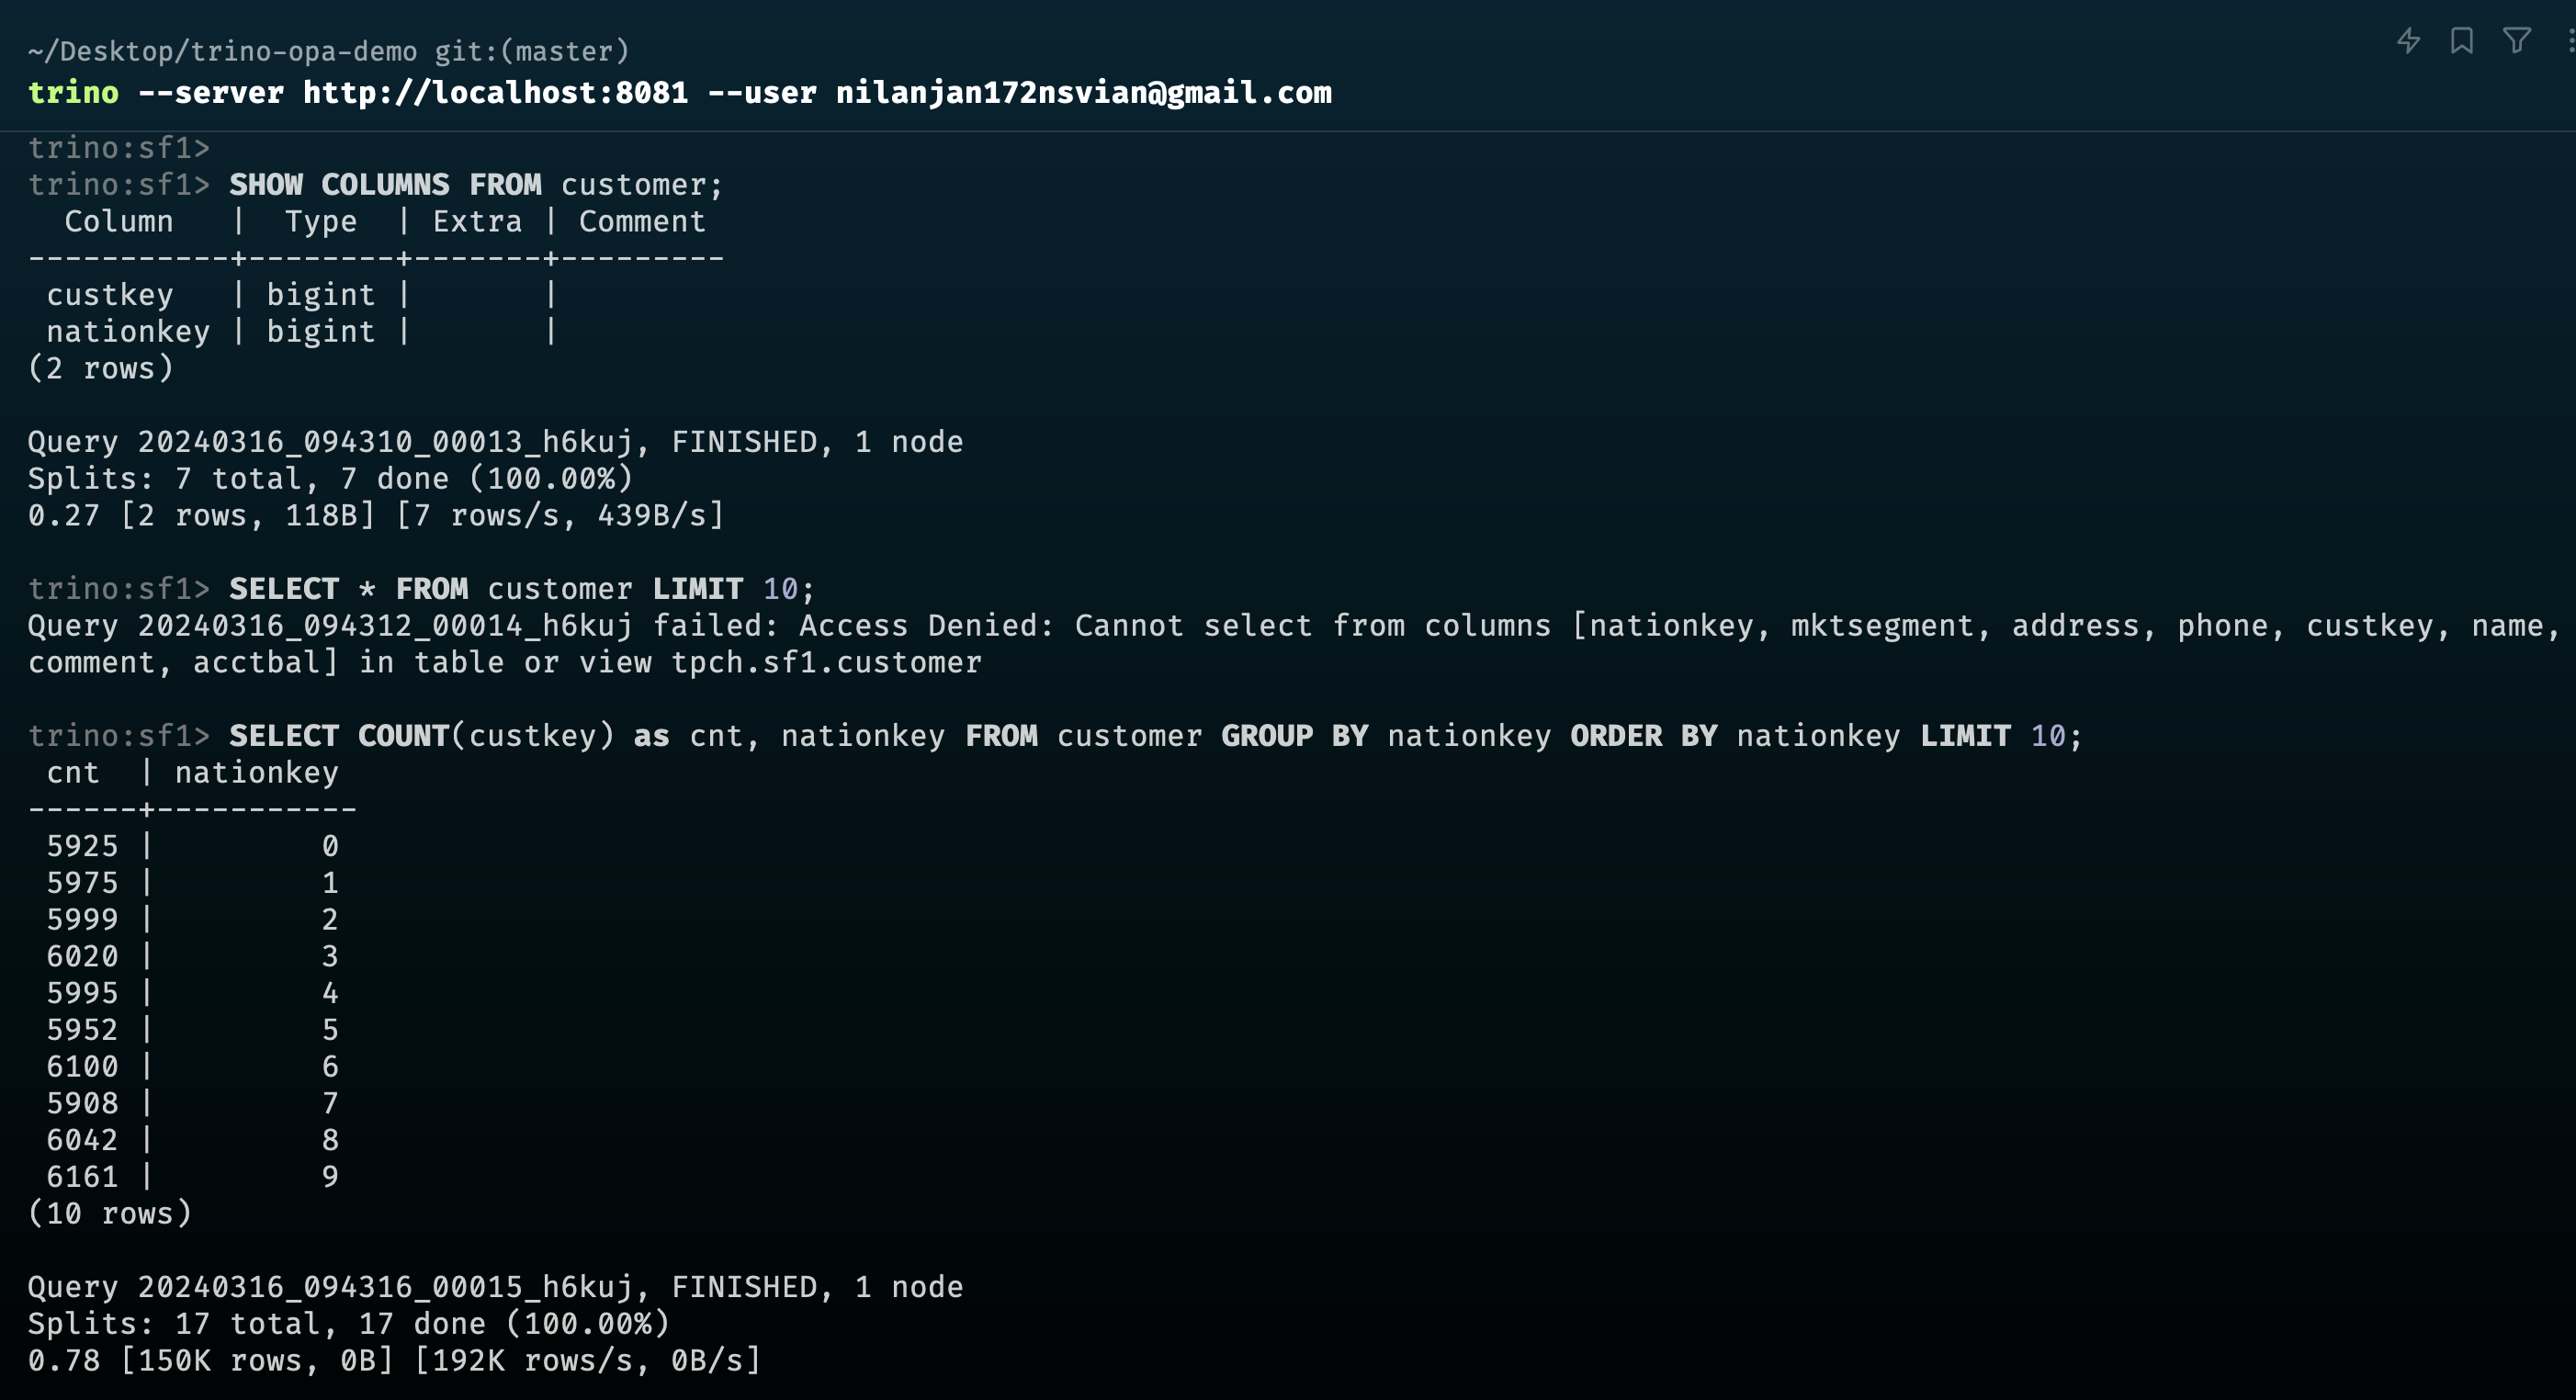 ~/Desktop/trino-opa-demo git:(master)
trino --server http://localhost:8081 --user nilanjan172nsvian@gmail.com
trino:sf1>
trino:sf1> SHOW COLUMNS FROM customer;
  Column   |  Type  | Extra | Comment
-----------+--------+-------+---------
 custkey   | bigint |       |
 nationkey | bigint |       |
(2 rows)

Query 20240316_094310_00013_h6kuj, FINISHED, 1 node
Splits: 7 total, 7 done (100.00%)
0.27 [2 rows, 118B] [7 rows/s, 439B/s]

trino:sf1> SELECT * FROM customer LIMIT 10;
Query 20240316_094312_00014_h6kuj failed: Access Denied: Cannot select from columns [nationkey, mktsegment, address, phone, custkey, name,
comment, acctbal] in table or view tpch.sf1.customer

trino:sf1> SELECT COUNT(custkey) as cnt, nationkey FROM customer GROUP BY nationkey ORDER BY nationkey LIMIT 10;
 cnt  | nationkey
------+-----------
 5925 |         0
 5975 |         1
 5999 |         2
 6020 |         3
 5995 |         4
 5952 |         5
 6100 |         6
 5908 |         7
 6042 |         8
 6161 |         9
(10 rows)

Query 20240316_094316_00015_h6kuj, FINISHED, 1 node
Splits: 17 total, 17 done (100.00%)
0.78 [150K rows, 0B] [192K rows/s, 0B/s]